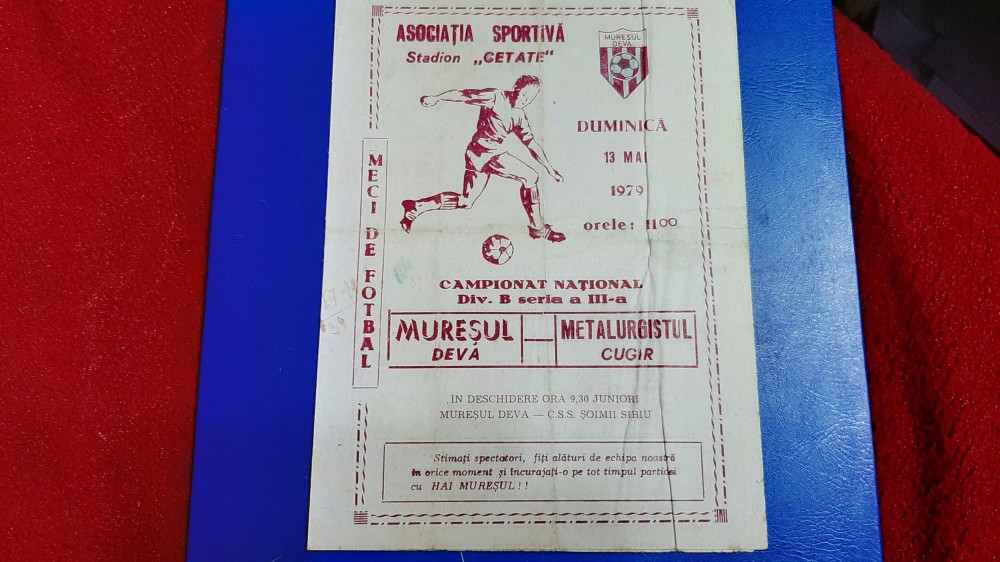 ASOCIAȚIA SPORTIVĂ
Stadion „CETATE"
MUREȘUL
DEVA
DUMINICĂ
13 MAI
1979
orele: 11 00
MECI DE FOTBAL
CAMPIONAT NAȚIONAL
Div. B seria a III-a
MUREȘUL — METALURGISTUL
DEVA CUGIR
IN DESCHIDERE ORA 9,30 JUNIORI
MUREȘUL DEVA — C.S.S. ȘOIMII SIBIU
Stimați spectatori, fiți alături de echipa noastră
în orice moment și încurajați-o pe tot timpul partidei
cu HAI MUREȘUL!!